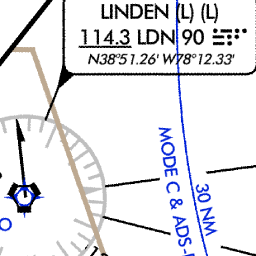 LINDEN (L) (L)
114.3 LDN 90
N38°51.26' W78°12.33'
MODE C & ADS-
30 NM